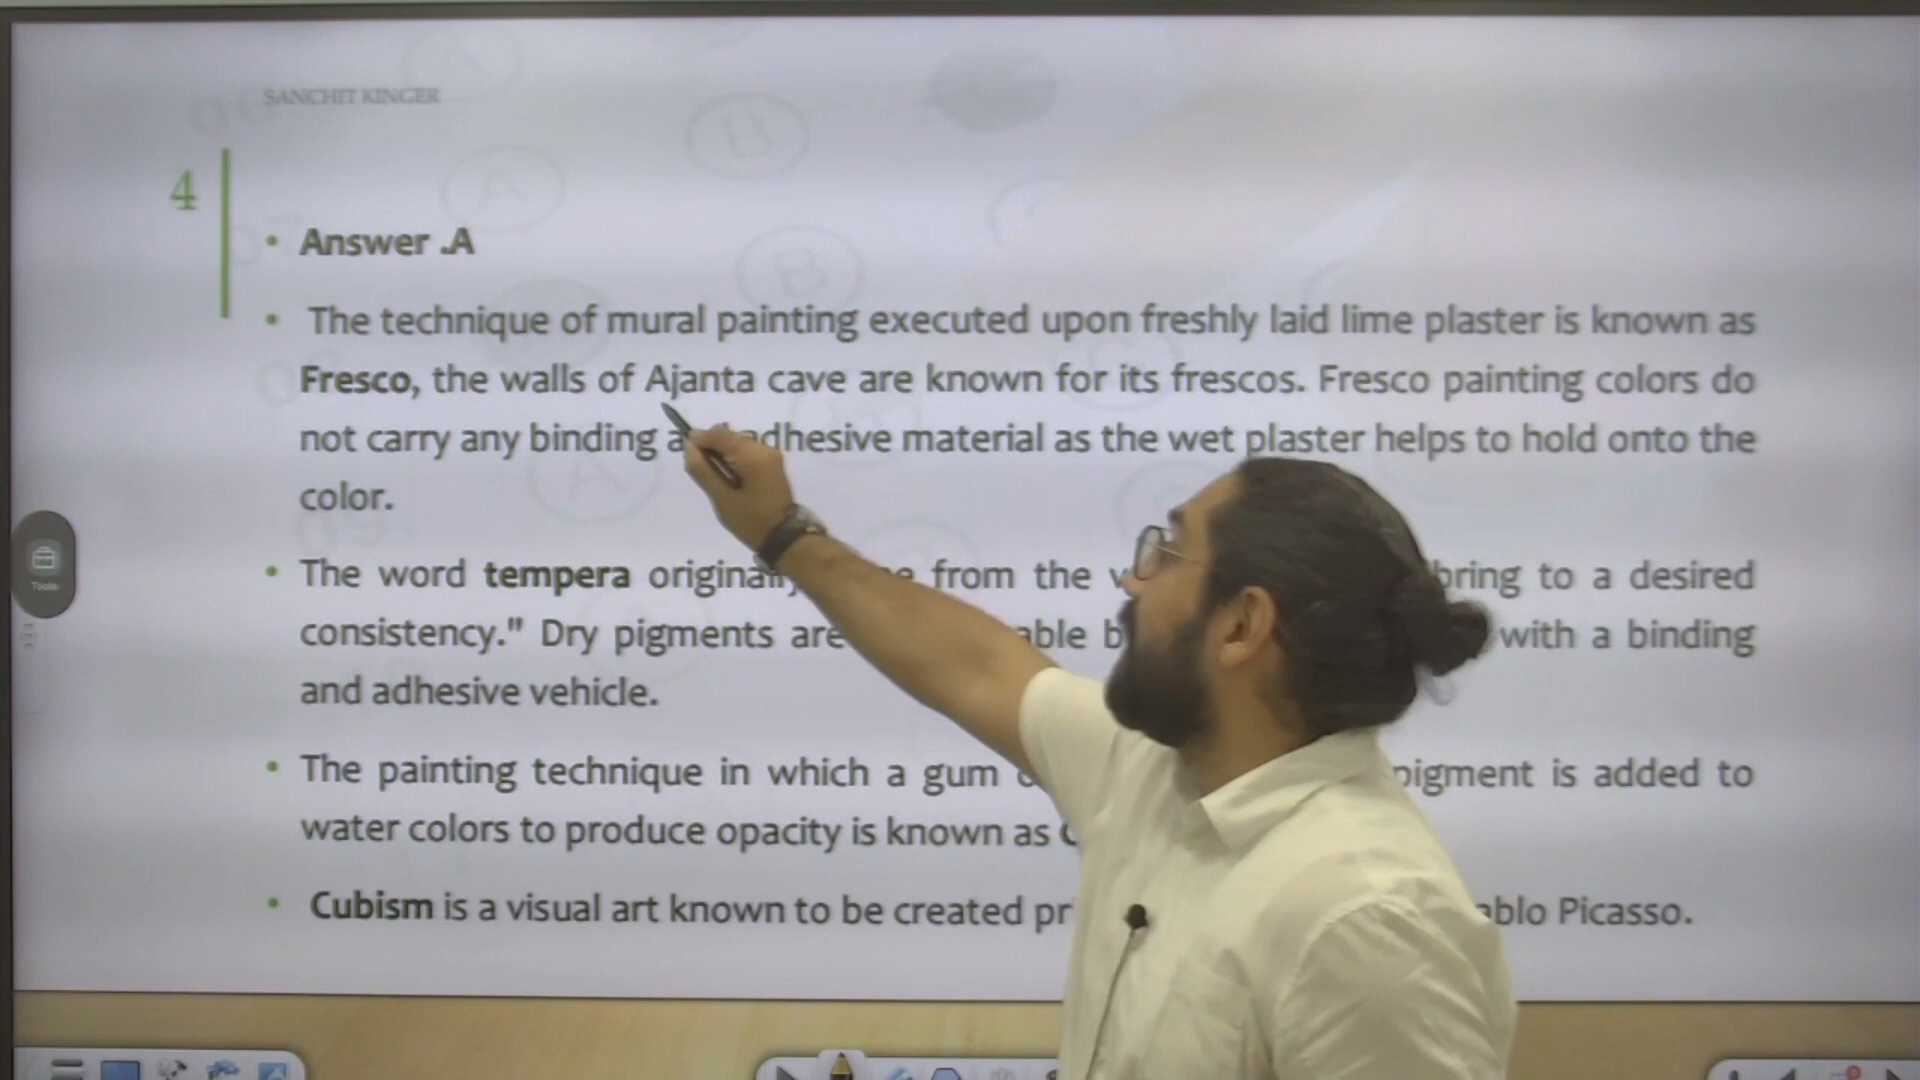 SANCHIT KINGER
4
• Answer .A
• The technique of mural painting executed upon freshly laid lime plaster is known as
Fresco, the walls of Ajanta cave are known for its frescos. Fresco painting colors do
not carry any binding adhesive material as the wet plaster helps to hold onto the
color.
• The word tempera from the bring to a desired
consistency." Dry pigments are with a binding
and adhesive vehicle.
• The painting technique in which a gum pigment is added to
water colors to produce opacity is known as
• Cubism is a visual art known to be created Picasso.
Tools